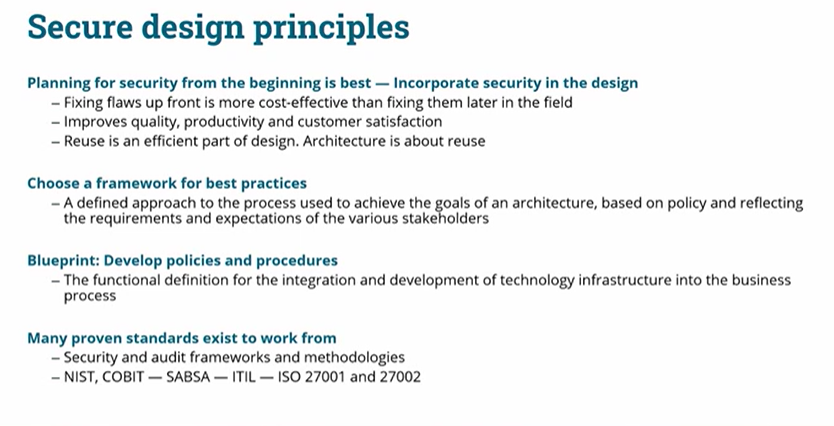 Secure design principles
Planning for security from the beginning is best — Incorporate security in the design
– Fixing flaws up front is more cost-effective than fixing them later in the field
– Improves quality, productivity and customer satisfaction
– Reuse is an efficient part of design. Architecture is about reuse
Choose a framework for best practices
– A defined approach to the process used to achieve the goals of an architecture, based on policy and reflecting
the requirements and expectations of the various stakeholders
Blueprint: Develop policies and procedures
– The functional definition for the integration and development of technology infrastructure into the business
process
Many proven standards exist to work from
– Security and audit frameworks and methodologies
– NIST, COBIT — SABSA — ITIL — ISO 27001 and 27002